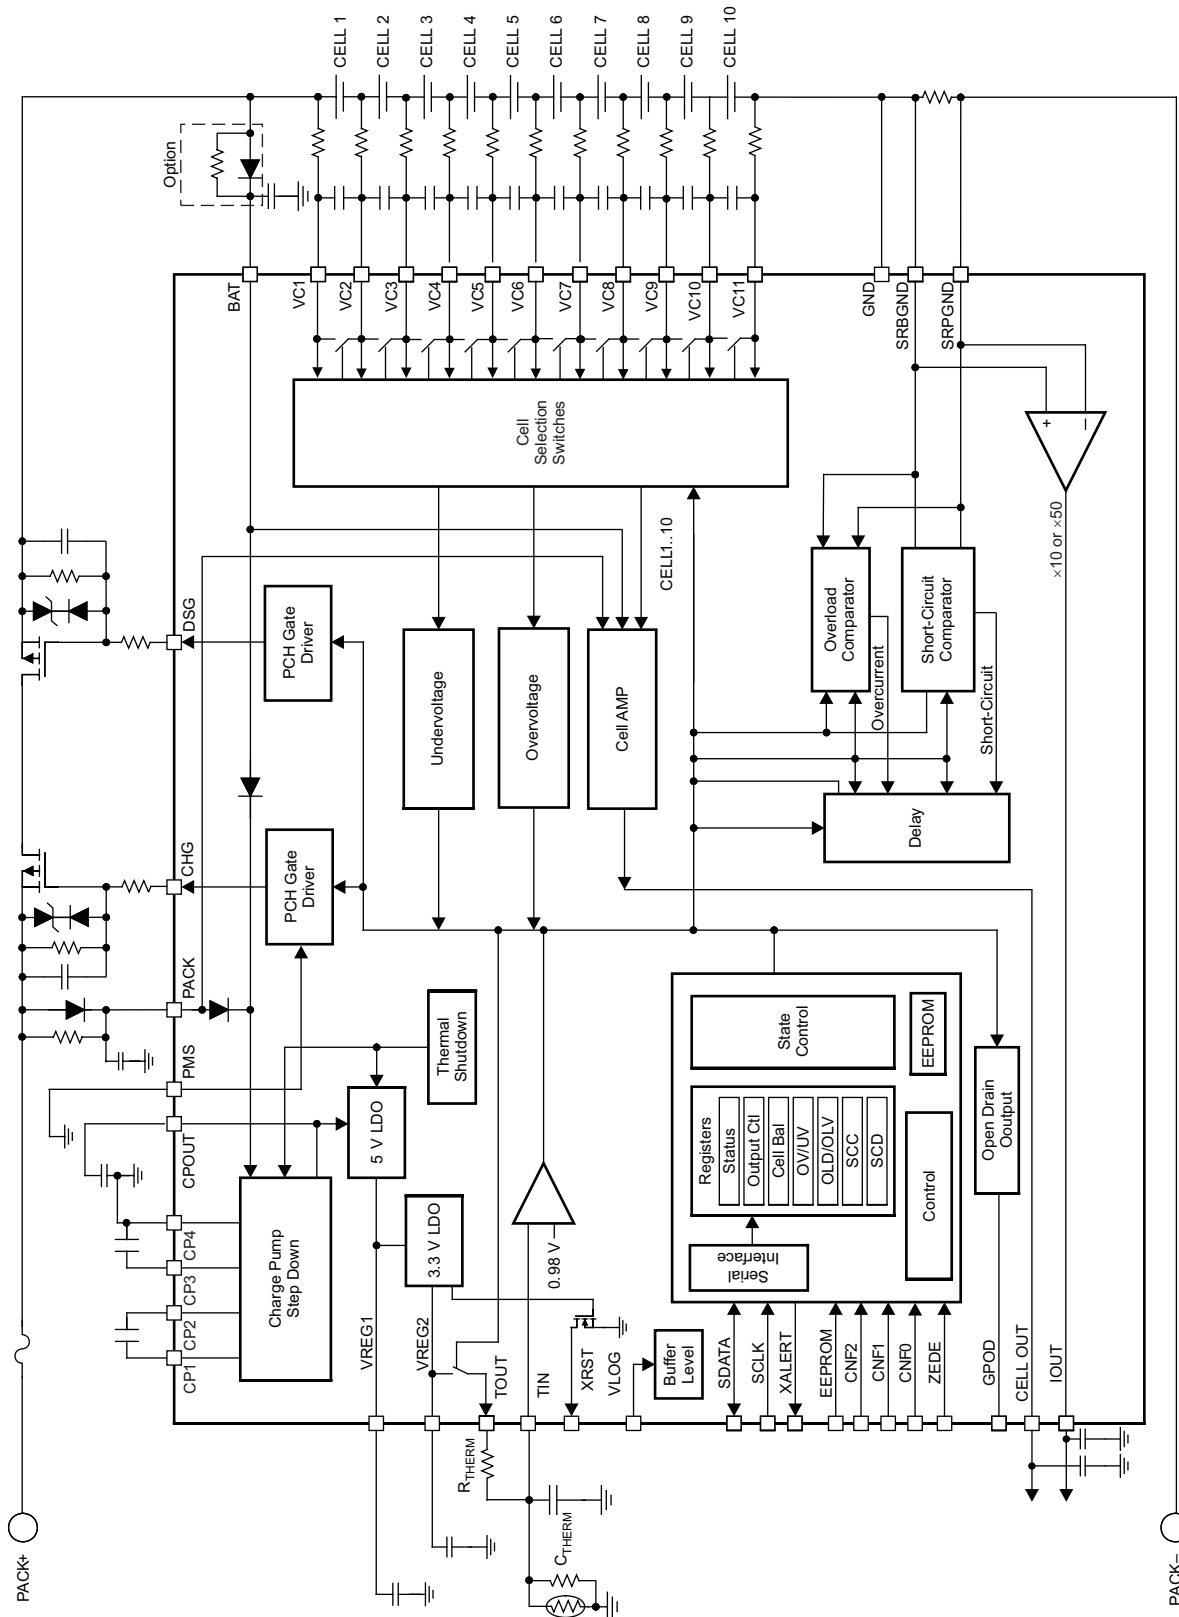 CELL 1
CELL 2
CELL 3
CELL 4
CELL 5
CELL 6
CELL 7
CELL 8
CELL 9
CELL 10
Option
BAT
VC1
VC2
VC3
VC4
VC5
VC6
VC7
VC8
VC9
VC10
VC11
GND
SRBGND
SRPGND
Cell
Selection
Switches
+
–
×10 or ×50
CELL1..10
DSG
PCH Gate
Driver
Undervoltage
Overvoltage
Cell AMP
Overload
Comparator
Short-Circuit
Comparator
Overcurrent
Short-Circuit
Delay
CHG
PCH Gate
Driver
PACK
PMS
CPOUT
CP4
CP3
CP2
CP1
Thermal
Shutdown
5 V LDO
3.3 V LDO
Charge Pump
Step Down
0.98 V
State
Control
EEPROM
Registers
Status
Output Ctl
Cell Bal
OV/UV
OLD/OLV
SCC
SCD
Serial
Interface
Control
Open Drain
Ooutput
VREG1
VREG2
TOUT
TIN
XRST
VLOG
Buffer
Level
SDATA
SCLK
XALERT
EEPROM
CNF2
CNF1
CNF0
ZEDE
GPOD
CELL OUT
IOUT
RTHERM
CTHERM
PACK+
PACK–